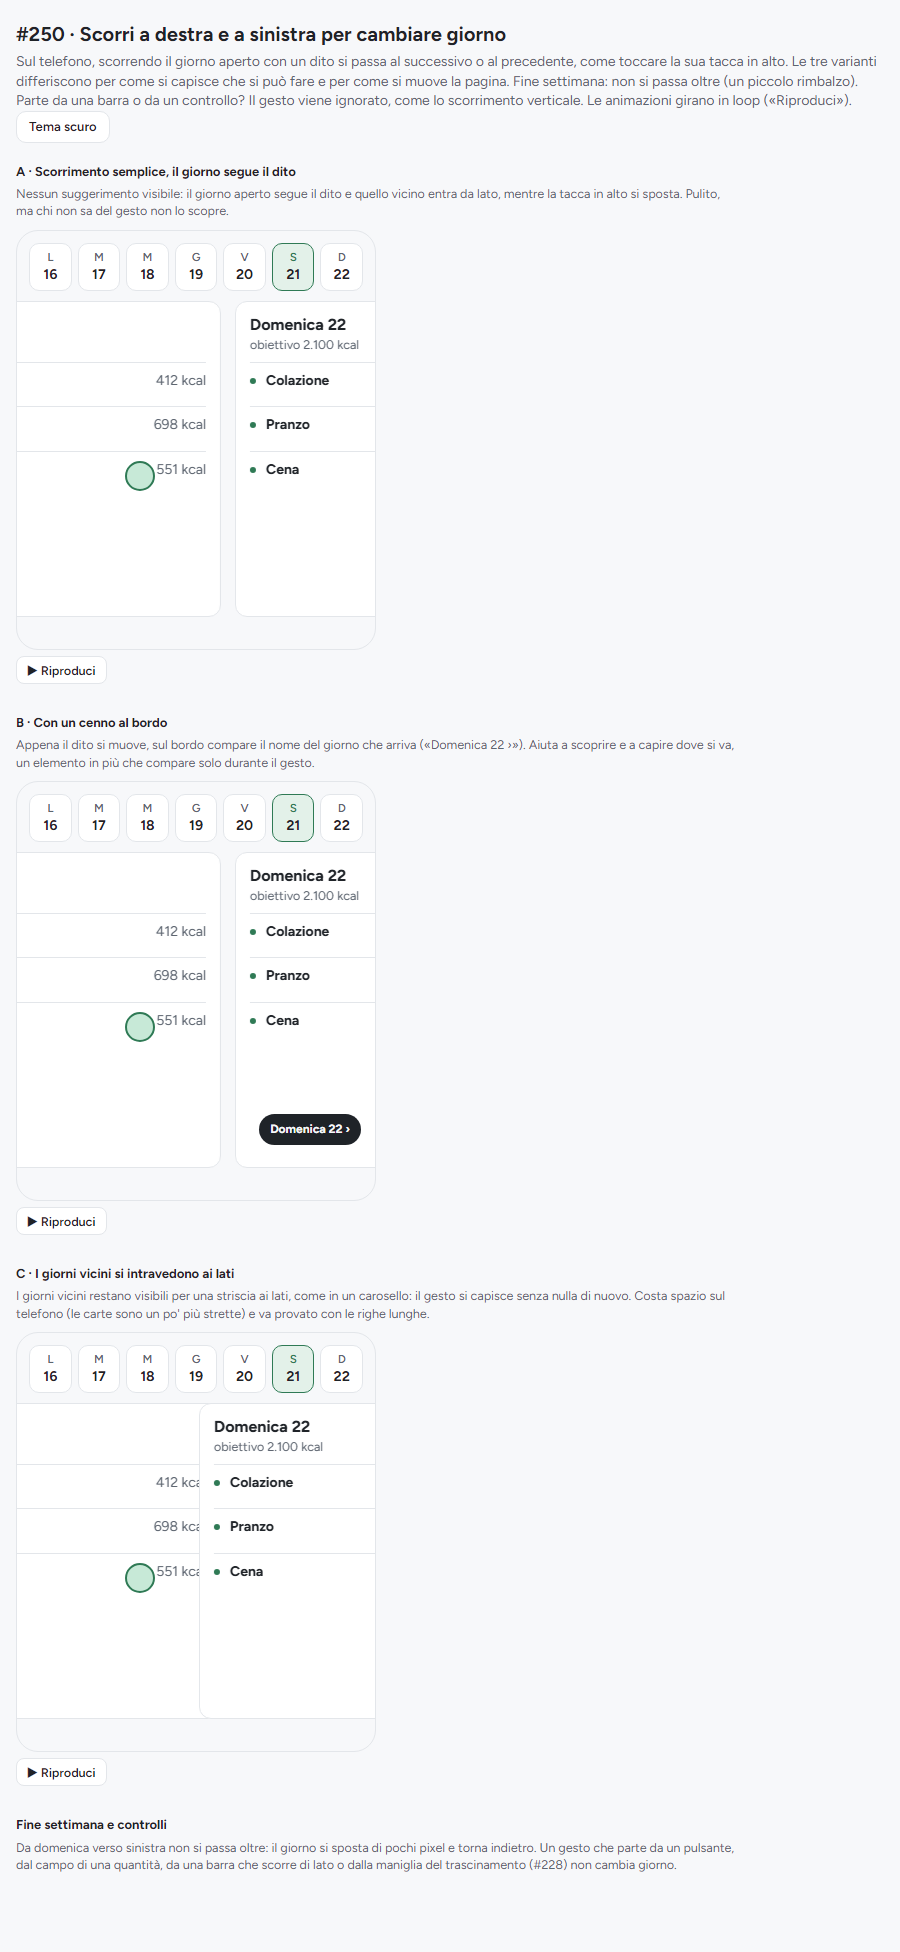 #250 · Scorri a destra e a sinistra per cambiare giorno
Sul telefono, scorrendo il giorno aperto con un dito si passa al successivo o al precedente, come toccare la sua tacca in alto. Le tre varianti
differiscono per come si capisce che si può fare e per come si muove la pagina. Fine settimana: non si passa oltre (un piccolo rimbalzo).
Parte da una barra o da un controllo? Il gesto viene ignorato, come lo scorrimento verticale. Le animazioni girano in loop («Riproduci»).
Tema scuro
A · Scorrimento semplice, il giorno segue il dito
Nessun suggerimento visibile: il giorno aperto segue il dito e quello vicino entra da lato, mentre la tacca in alto si sposta. Pulito,
ma chi non sa del gesto non lo scopre.
L M M G V S D
16 17 18 19 20 21 22
Domenica 22
obiettivo 2.100 kcal
412 kcal Colazione
698 kcal Pranzo
551 kcal Cena
▶ Riproduci
B · Con un cenno al bordo
Appena il dito si muove, sul bordo compare il nome del giorno che arriva («Domenica 22 ›»). Aiuta a scoprire e a capire dove si va,
un elemento in più che compare solo durante il gesto.
L M M G V S D
16 17 18 19 20 21 22
Domenica 22
obiettivo 2.100 kcal
412 kcal Colazione
698 kcal Pranzo
551 kcal Cena
Domenica 22 ›
▶ Riproduci
C · I giorni vicini si intravedono ai lati
I giorni vicini restano visibili per una striscia ai lati, come in un carosello: il gesto si capisce senza nulla di nuovo. Costa spazio sul
telefono (le carte sono un po' più strette) e va provato con le righe lunghe.
L M M G V S D
16 17 18 19 20 21 22
Domenica 22
obiettivo 2.100 kcal
412 kca Colazione
698 kca Pranzo
551 kca Cena
▶ Riproduci
Fine settimana e controlli
Da domenica verso sinistra non si passa oltre: il giorno si sposta di pochi pixel e torna indietro. Un gesto che parte da un pulsante,
dal campo di una quantità, da una barra che scorre di lato o dalla maniglia del trascinamento (#228) non cambia giorno.